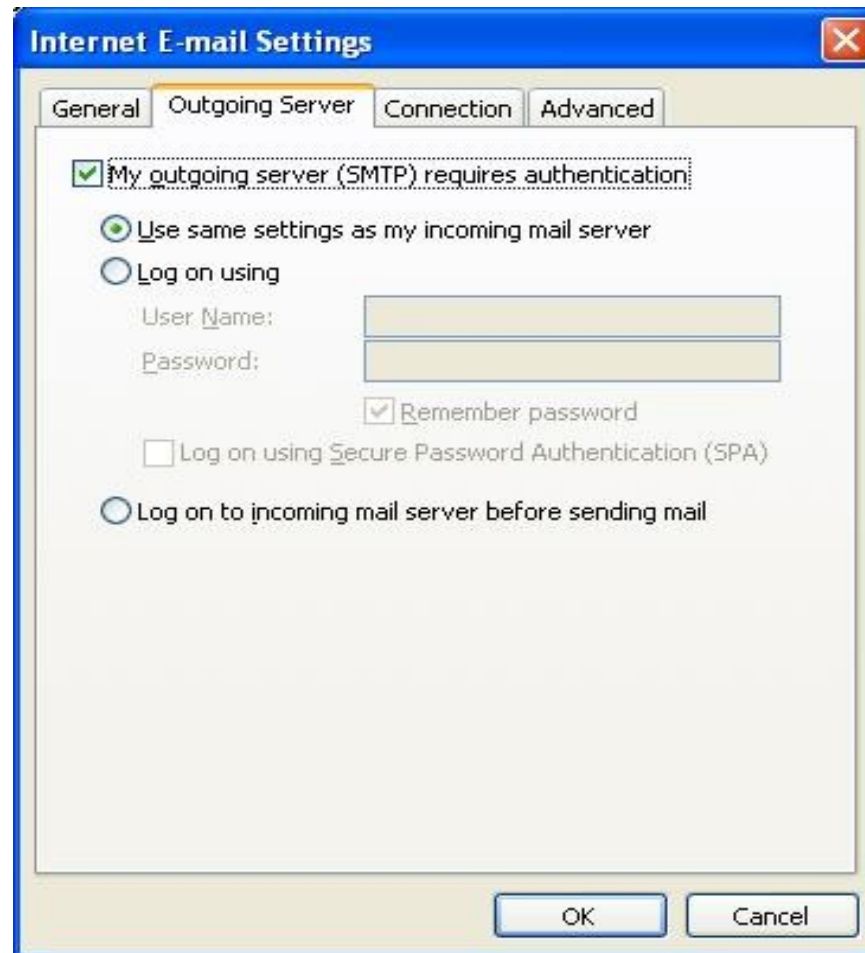 Internet E-mail Settings
General Outgoing Server Connection Advanced
My outgoing server (SMTP) requires authentication
Use same settings as my incoming mail server
Log on using
User Name:
Password:
Remember password
Log on using Secure Password Authentication (SPA)
Log on to incoming mail server before sending mail
OK Cancel